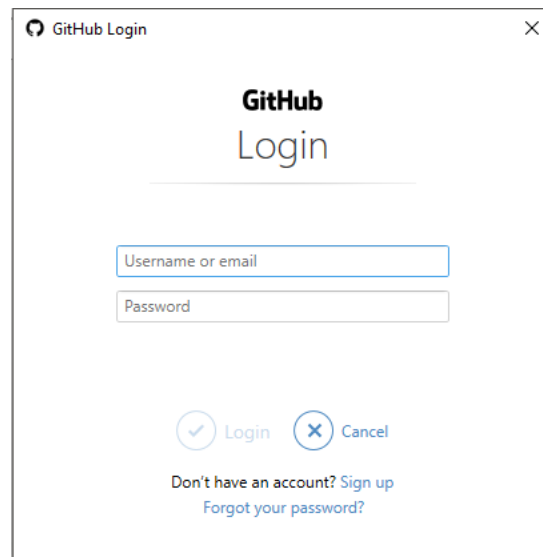 GitHub Login
GitHub
Login
Username or email
Password
Login Cancel
Don't have an account? Sign up
Forgot your password?